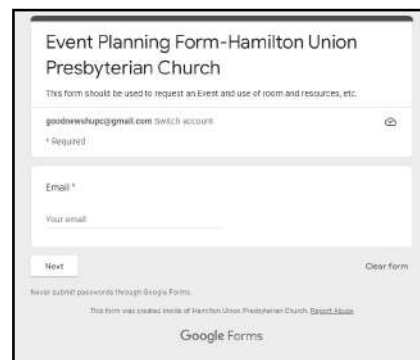 Event Planning Form-Hamilton Union
Presbyterian Church
This form should be used to request an Event and use of room and resources, etc.
goodnewshupc@gmail.com Switch account
* Required
Email *
Your email
Next
Clear form
Never submit passwords through Google Forms.
This form was created inside of Hamilton Union Presbyterian Church. Report Abuse
Google Forms